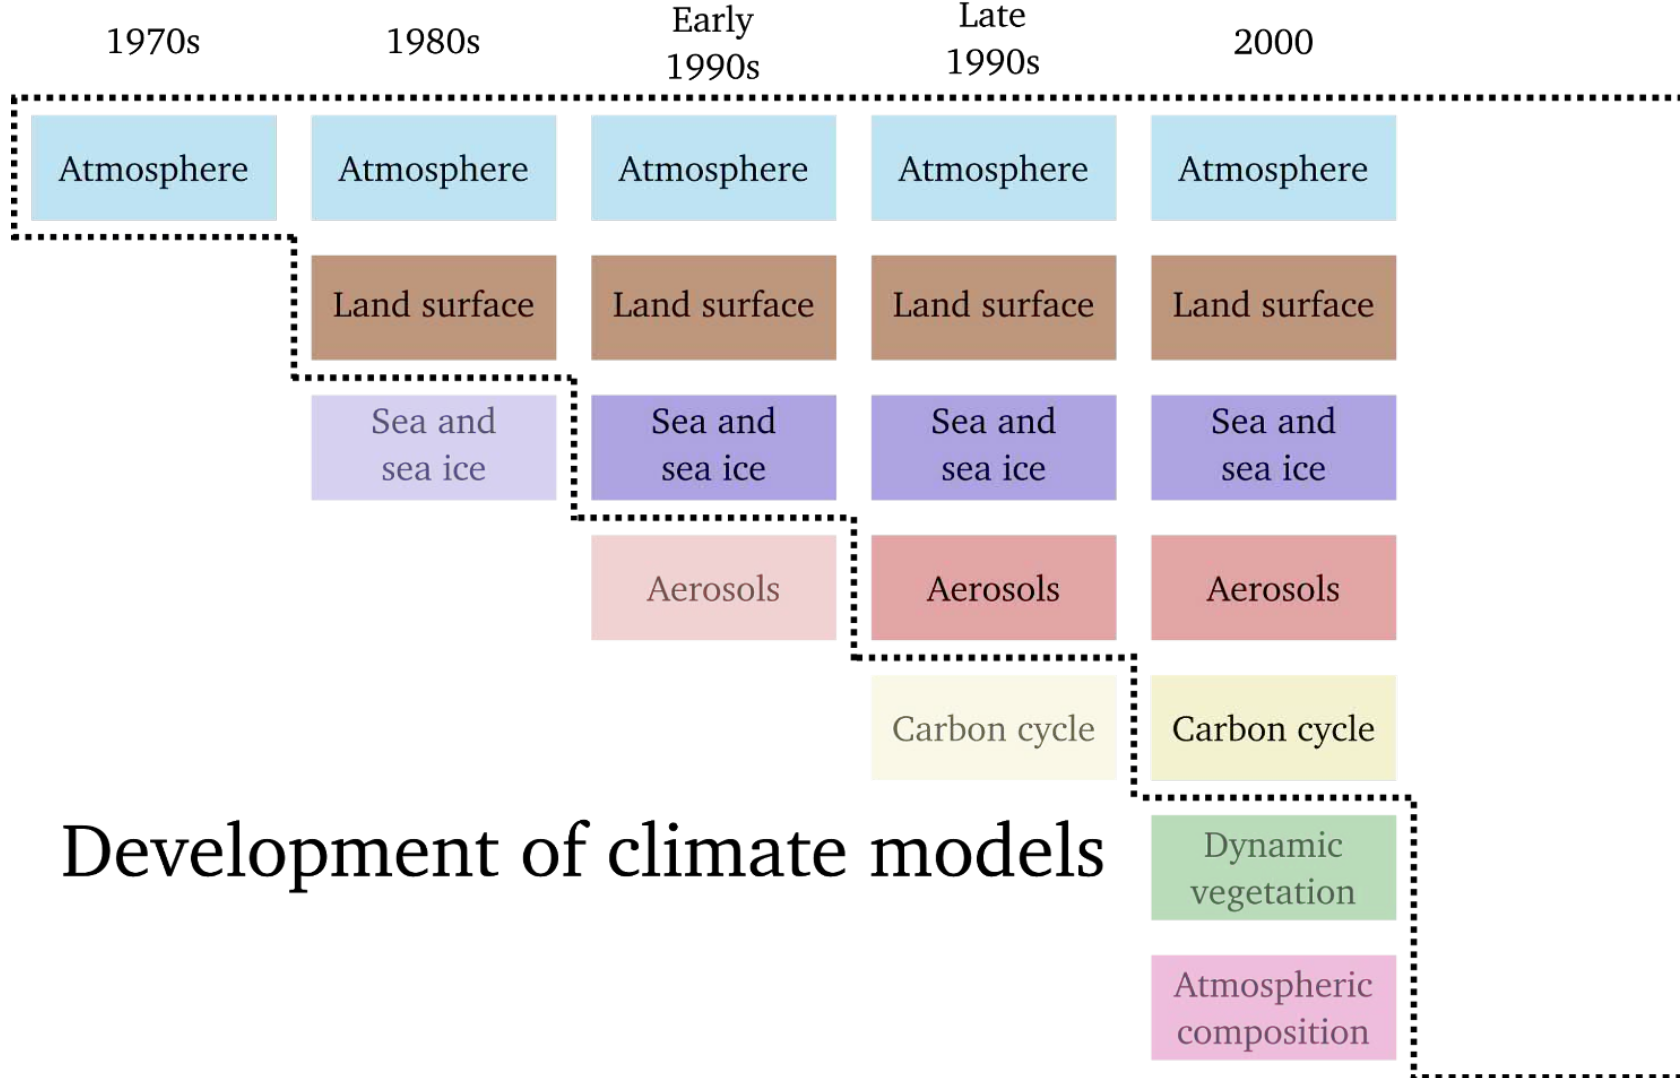 1970s
1980s
Early
1990s
Late
1990s
2000
Atmosphere
Atmosphere
Atmosphere
Atmosphere
Atmosphere
Land surface
Land surface
Land surface
Land surface
Sea and
sea ice
Sea and
sea ice
Sea and
sea ice
Sea and
sea ice
Aerosols
Aerosols
Aerosols
Carbon cycle
Carbon cycle
Development of climate models
Dynamic
vegetation
Atmospheric
composition